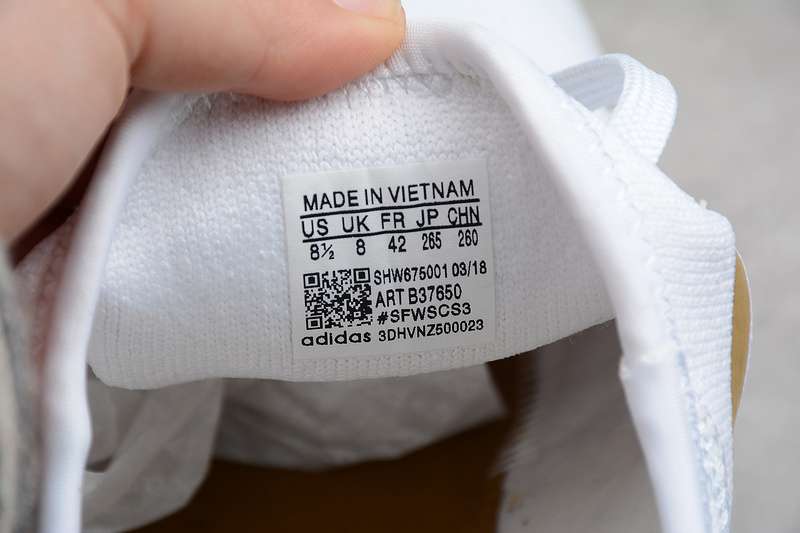 MADE IN VIETNAM
US UK FR JP CHN
8½ 8 42 265 260
SHW675001 03/18
ART B37650
#SFWSCS3
adidas 3DHVNZ500023